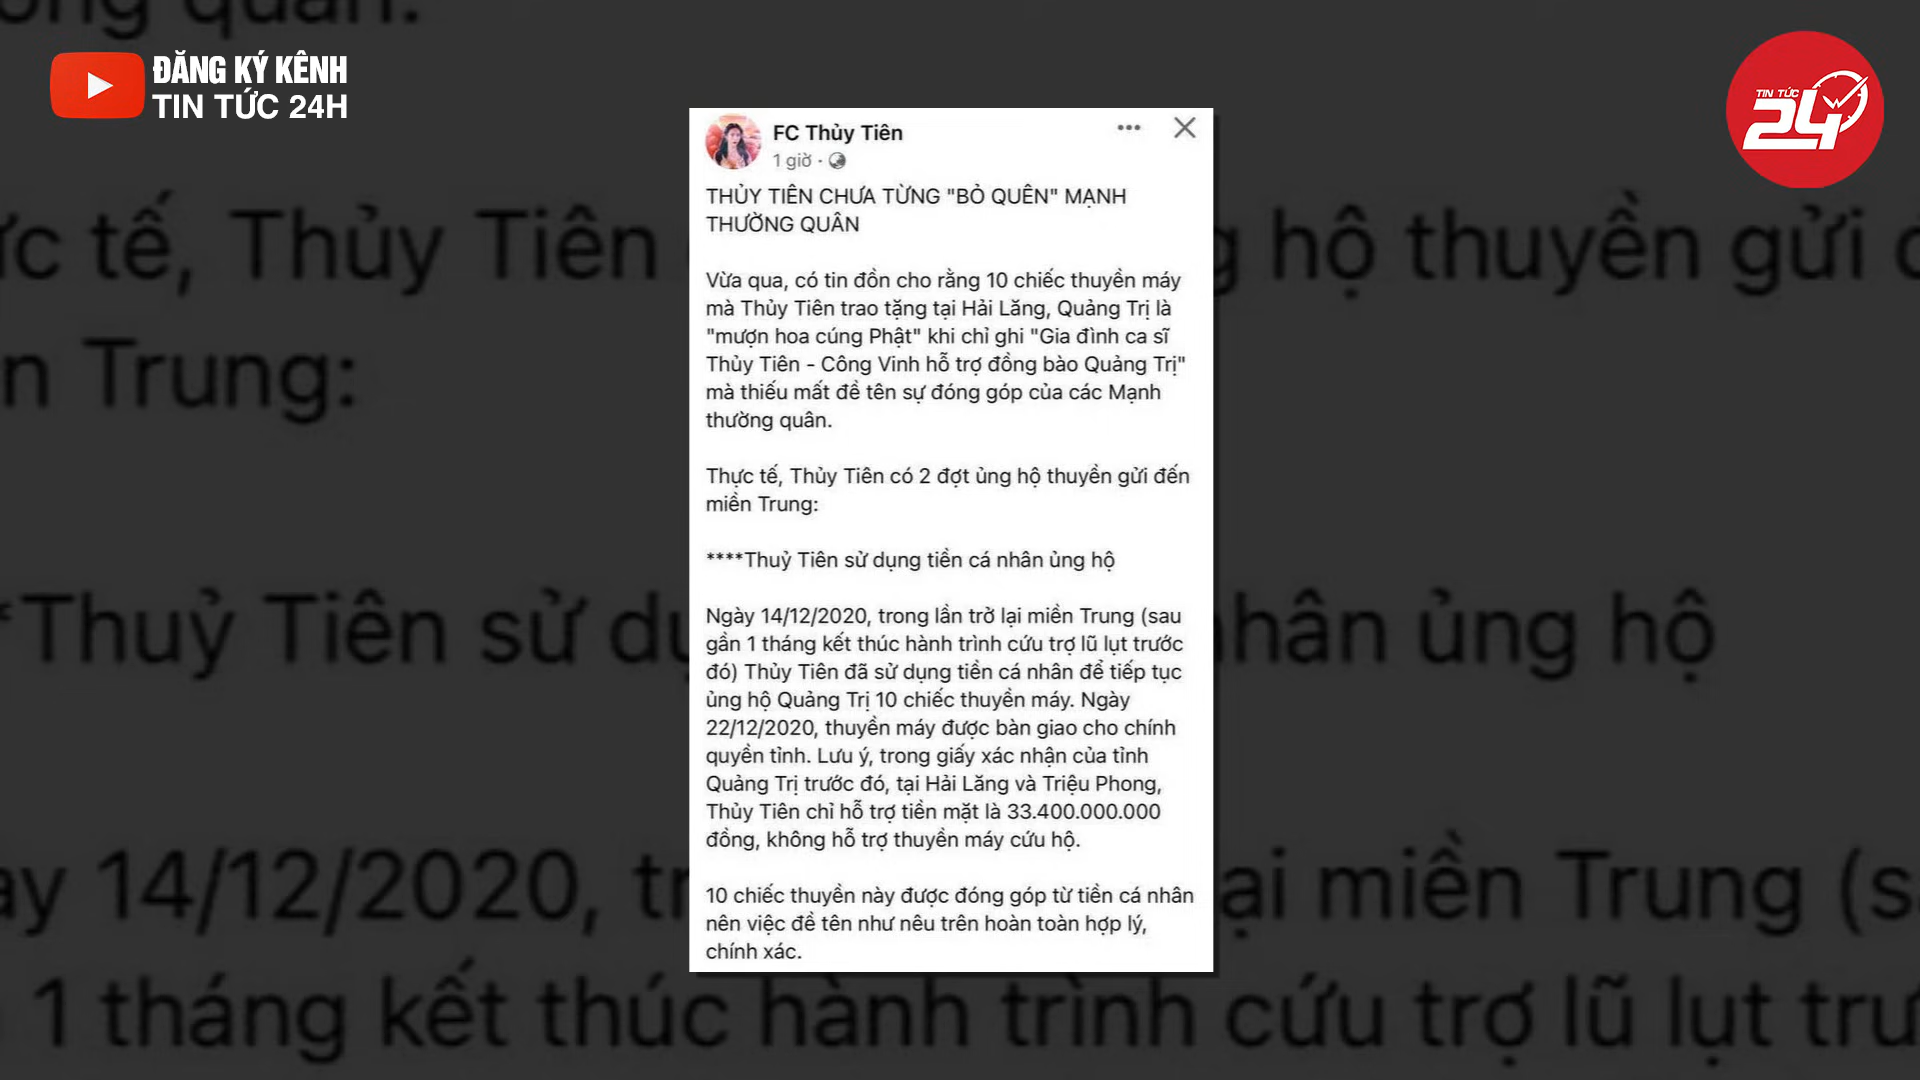 ĐĂNG KÝ KÊNH
TIN TỨC 24H
TIN TỨC
24
FC Thủy Tiên
1 giờ ·
THỦY TIÊN CHƯA TỪNG "BỎ QUÊN" MẠNH
THƯỜNG QUÂN
Vừa qua, có tin đồn cho rằng 10 chiếc thuyền máy
mà Thủy Tiên trao tặng tại Hải Lăng, Quảng Trị là
"mượn hoa cúng Phật" khi chỉ ghi "Gia đình ca sĩ
Thủy Tiên - Công Vinh hỗ trợ đồng bào Quảng Trị"
mà thiếu mất đề tên sự đóng góp của các Mạnh
thường quân.
Thực tế, Thủy Tiên có 2 đợt ủng hộ thuyền gửi đến
miền Trung:
****Thuỷ Tiên sử dụng tiền cá nhân ủng hộ
Ngày 14/12/2020, trong lần trở lại miền Trung (sau
gần 1 tháng kết thúc hành trình cứu trợ lũ lụt trước
đó) Thủy Tiên đã sử dụng tiền cá nhân để tiếp tục
ủng hộ Quảng Trị 10 chiếc thuyền máy. Ngày
22/12/2020, thuyền máy được bàn giao cho chính
quyền tỉnh. Lưu ý, trong giấy xác nhận của tỉnh
Quảng Trị trước đó, tại Hải Lăng và Triệu Phong,
Thủy Tiên chỉ hỗ trợ tiền mặt là 33.400.000.000
đồng, không hỗ trợ thuyền máy cứu hộ.
10 chiếc thuyền này được đóng góp từ tiền cá nhân
nên việc đề tên như nêu trên hoàn toàn hợp lý,
chính xác.